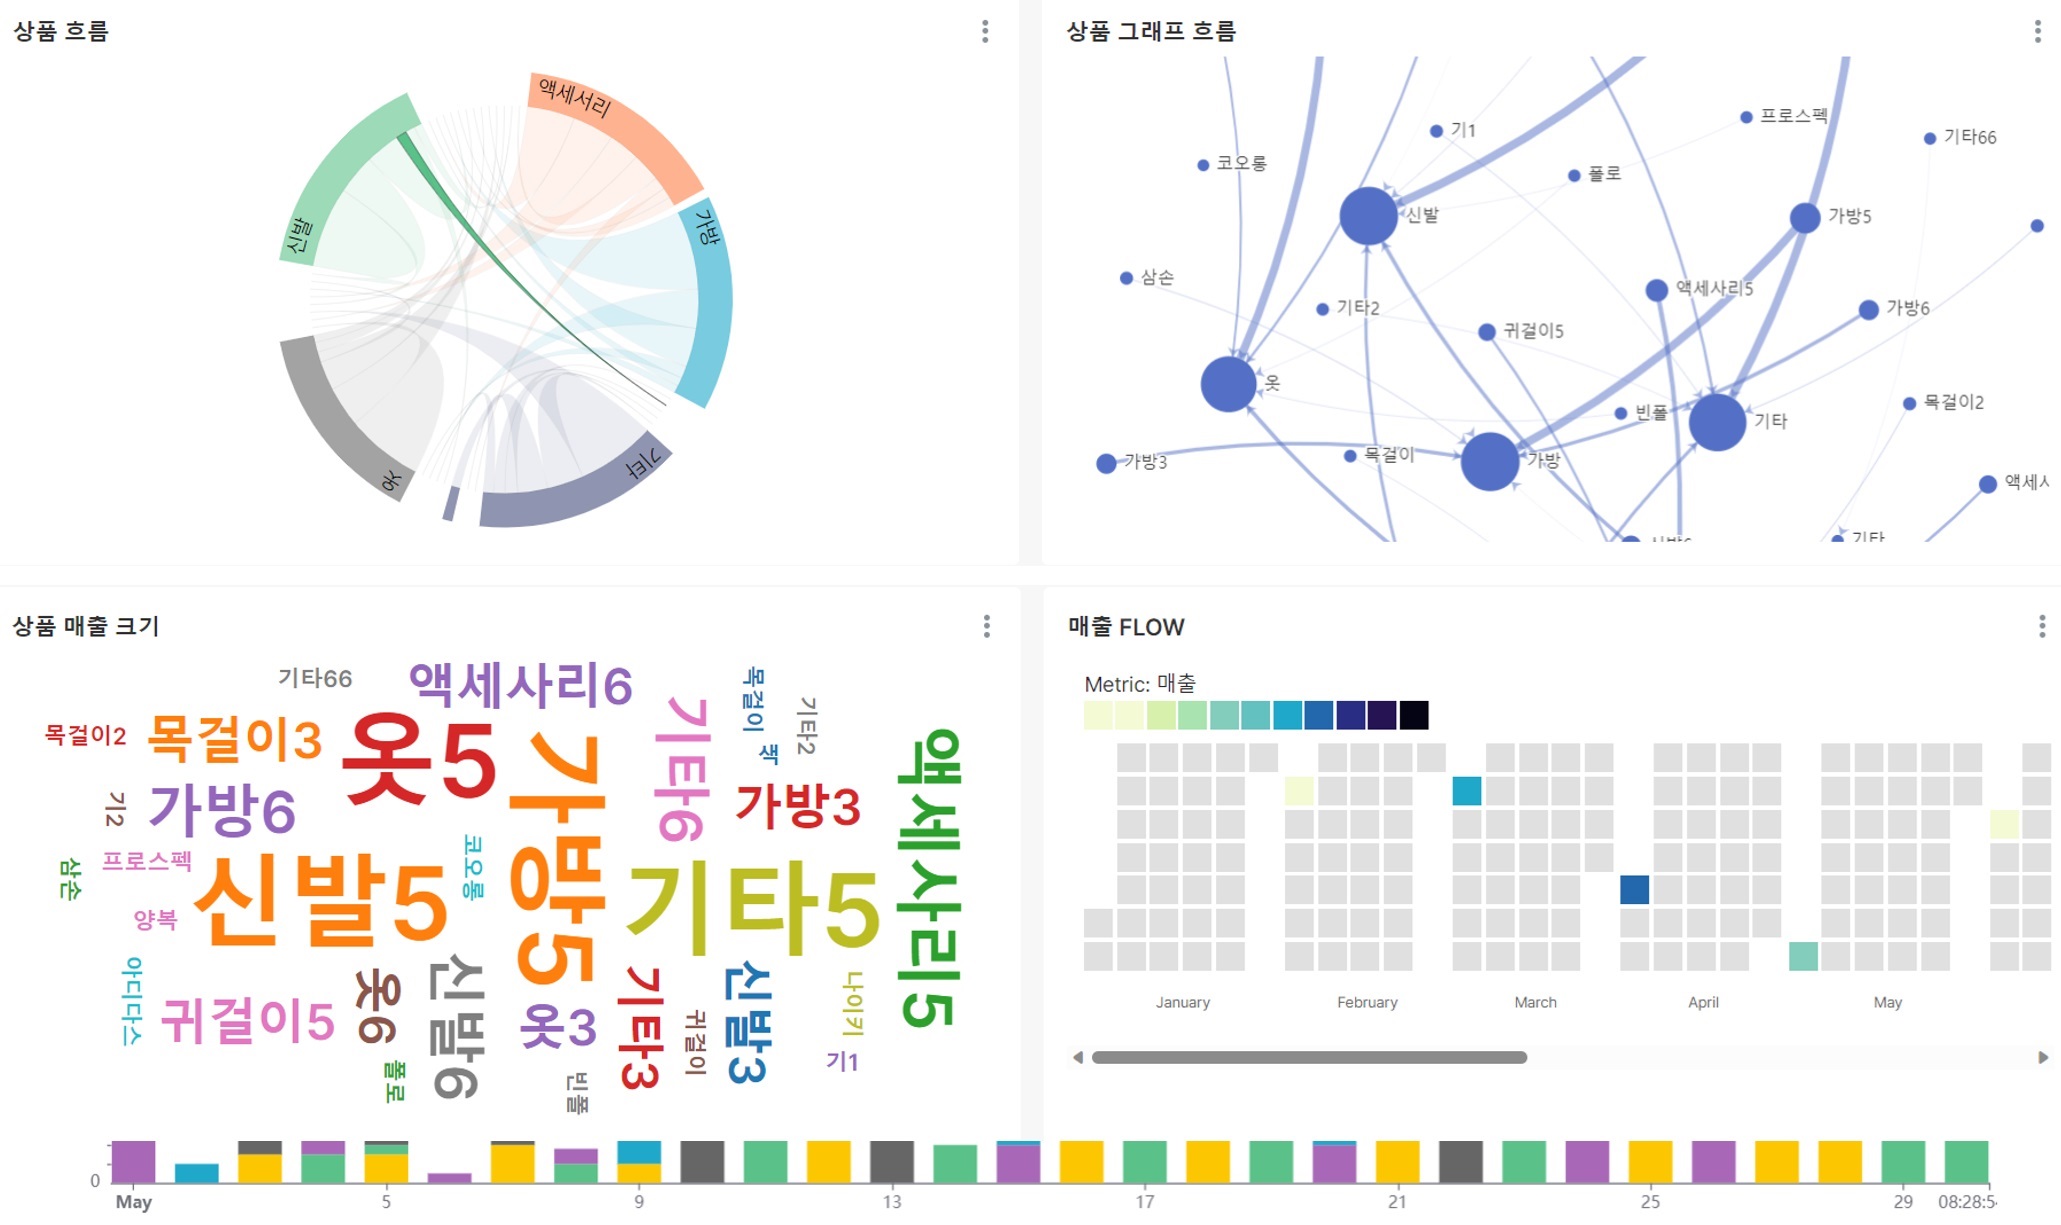 상품 흐름
액세서리
가방
신발
옷
기타
상품 그래프 흐름
기1
프로스펙
기타66
코오롱
폴로
신발
가방5
삼손
액세사리5
기타2
가방6
귀걸이5
옷
빈폴
목걸이2
기타
가방3
목걸이
가방
액세사
신발6
기타
상품 매출 크기
기타66
액세사리6
목걸이
기타2
목걸이2
목걸이3
옷5
가방5
기타6
색
액세사리5
기2
가방6
가방3
삼손
프로스펙
신발5
코오롱
기타5
양복
아디다스
귀걸이5
옷6
신발6
옷3
기타3
귀걸이
신발3
나이키
기1
폴로
빈폴
매출 FLOW
Metric: 매출
January February March April May
0
May 5 9 13 17 21 25 29 08:28:5